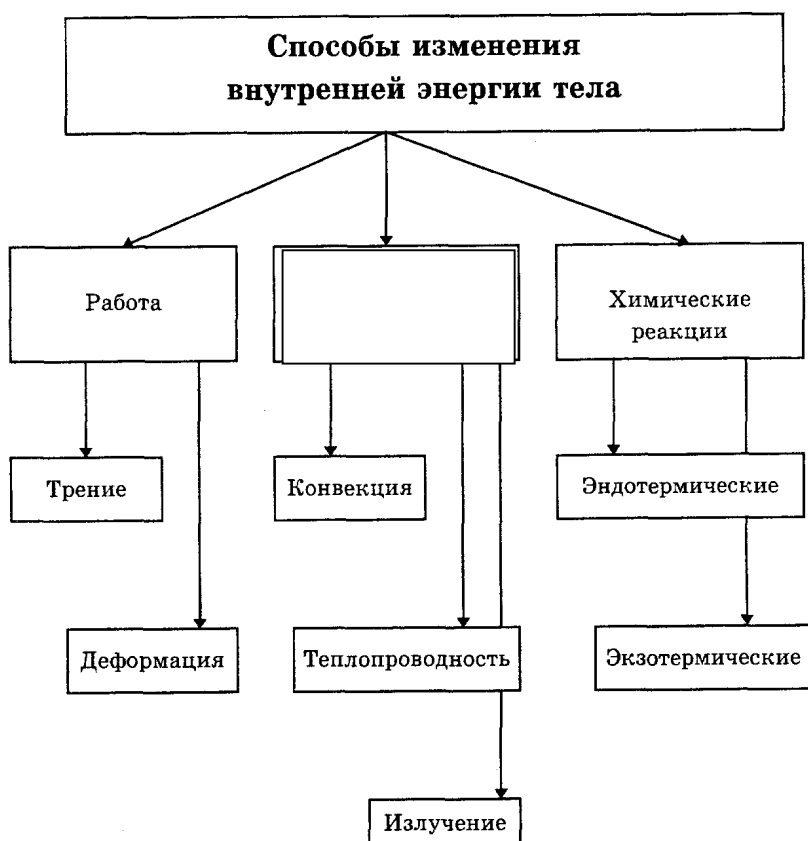 Способы изменения
внутренней энергии тела
Работа
Химические
реакции
Трение
Конвекция
Эндотермические
Деформация
Теплопроводность
Экзотермические
Излучение